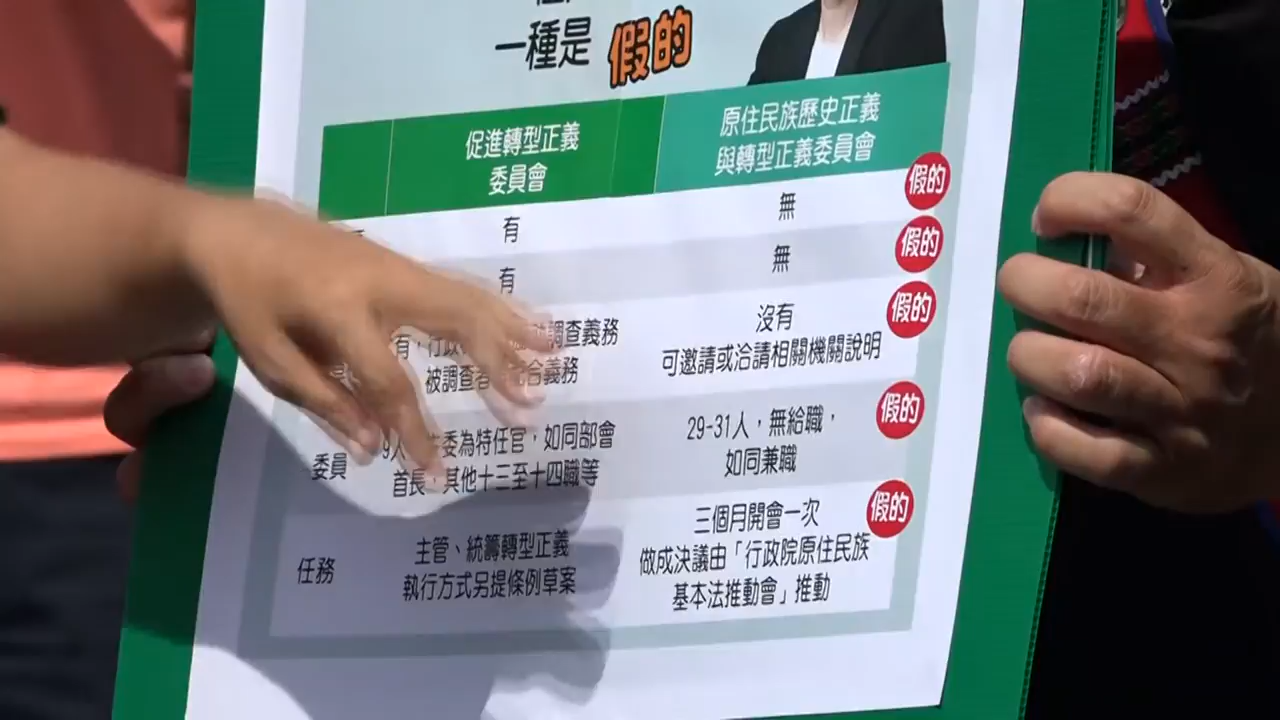 一種是 假的
促進轉型正義
委員會
原住民族歷史正義
與轉型正義委員會
有
無
假的
有
無
假的
有，行政
調查義務
被調查者
合義務
沒有
可邀請或洽請相關機關說明
假的
委員
9人
委為特任官，如同部會
首長，其他十三至十四職等
29-31人，無給職，
如同兼職
假的
任務
主管、統籌轉型正義
執行方式另提條例草案
三個月開會一次
做成決議由「行政院原住民族
基本法推動會」推動
假的